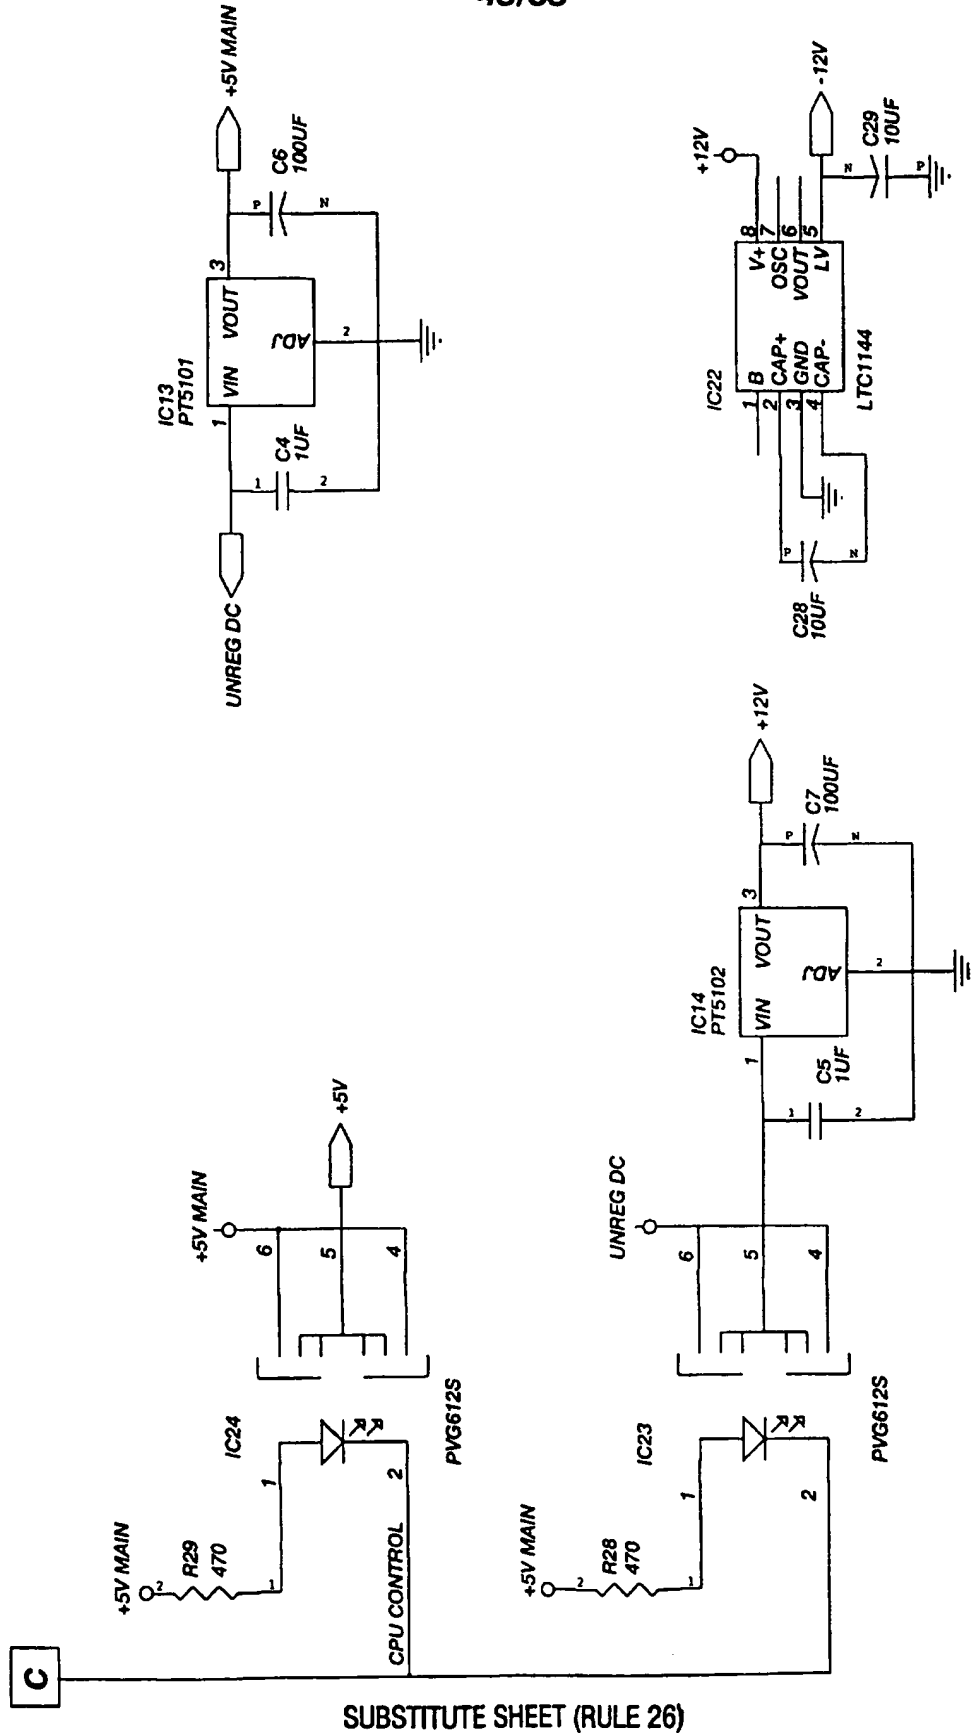 UNREG DC
IC13
PT5101
1
VIN
VOUT
3
ADJ
2
C4
1UF
1
2
C6
100UF
P
N
+5V MAIN
IC22
1
B
2
CAP+
3
GND
4
CAP-
V+
8
OSC
7
VOUT
6
LV
5
LTC1144
+12V
-12V
C28
10UF
P
N
C29
10UF
N
P
C
+5V MAIN
2
R29
470
1
1
IC24
2
CPU CONTROL
PVG612S
+5V MAIN
6
5
4
+5V
+5V MAIN
2
R28
470
1
1
IC23
2
PVG612S
UNREG DC
6
5
4
IC14
PT5102
1
VIN
VOUT
3
ADJ
2
C5
1UF
1
2
C7
100UF
P
N
+12V
SUBSTITUTE SHEET (RULE 26)